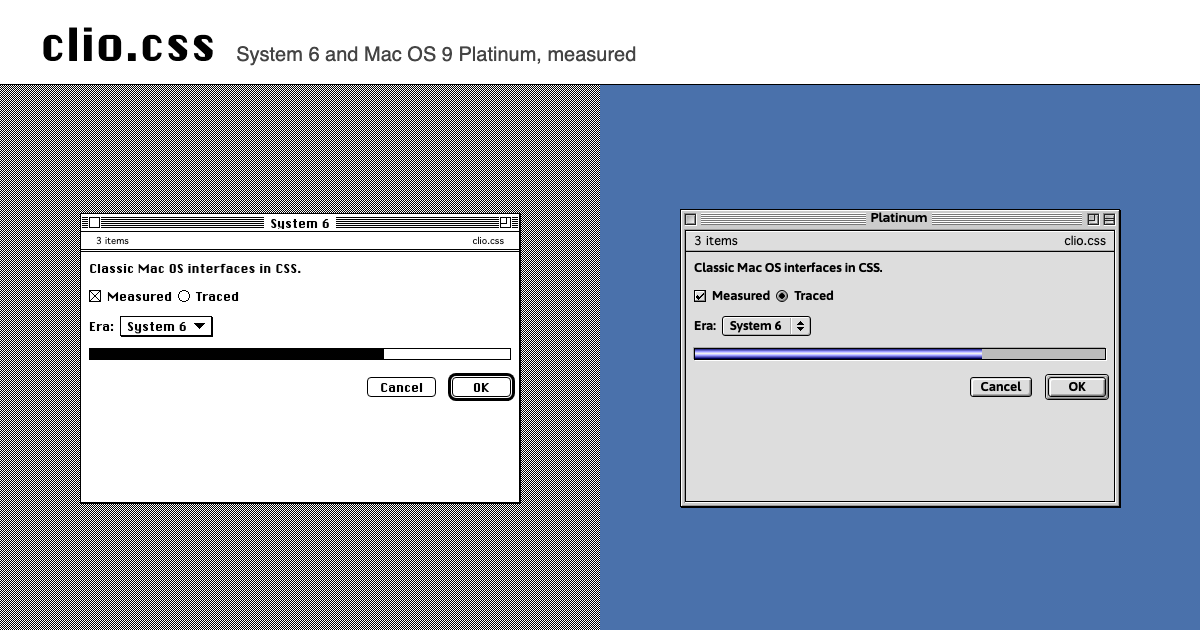 clio.css System 6 and Mac OS 9 Platinum, measured
System 6
3 items clio.css
Classic Mac OS interfaces in CSS.
Measured Traced
Era: System 6
Cancel OK
Platinum
3 items clio.css
Classic Mac OS interfaces in CSS.
Measured Traced
Era: System 6
Cancel OK